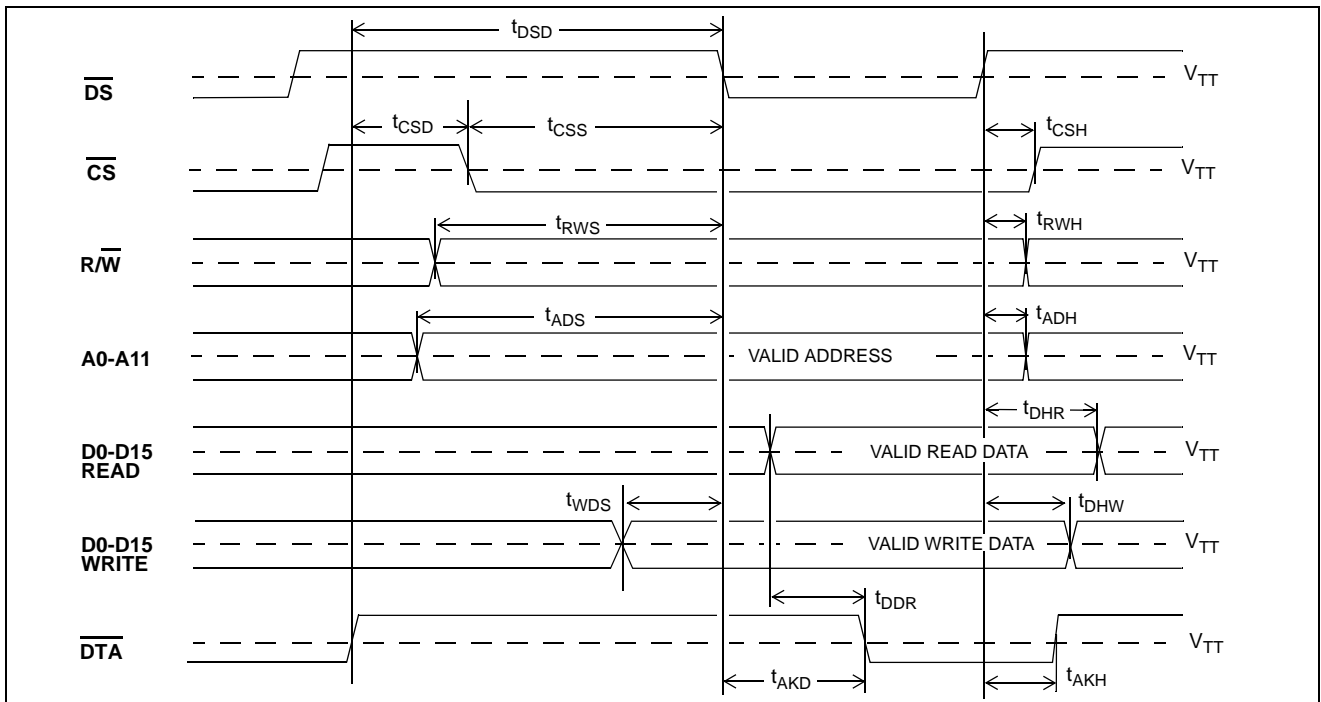 tDSD
DS
VTT
tCSD
tCSS
tCSH
CS
VTT
tRWS
tRWH
R/W
VTT
tADS
tADH
A0-A11
VALID ADDRESS
VTT
tDHR
D0-D15
READ
VALID READ DATA
VTT
tWDS
tDHW
D0-D15
WRITE
VALID WRITE DATA
VTT
tDDR
DTA
VTT
tAKD
tAKH